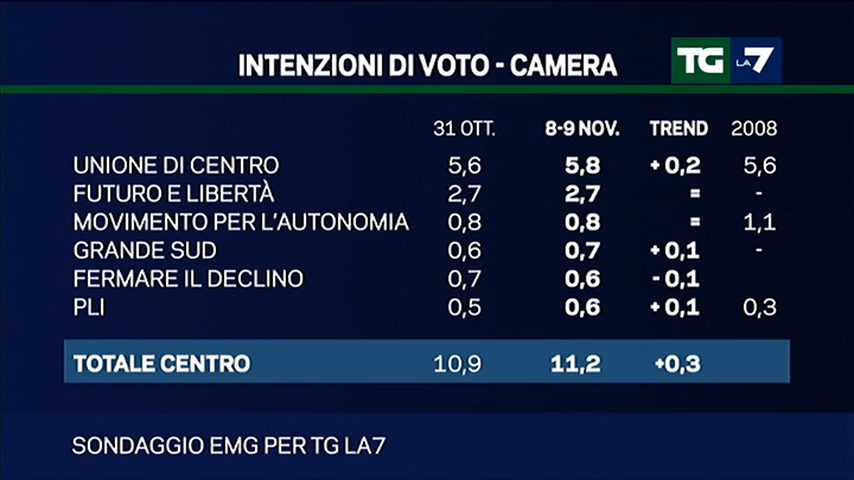 INTENZIONI DI VOTO - CAMERA TG LA7
31 OTT. 8-9 NOV. TREND 2008
UNIONE DI CENTRO 5,6 5,8 +0,2 5,6
FUTURO E LIBERTÀ 2,7 2,7 = -
MOVIMENTO PER L'AUTONOMIA 0,8 0,8 = 1,1
GRANDE SUD 0,6 0,7 +0,1 -
FERMARE IL DECLINO 0,7 0,6 -0,1
PLI 0,5 0,6 +0,1 0,3
TOTALE CENTRO 10,9 11,2 +0,3
SONDAGGIO EMG PER TG LA7